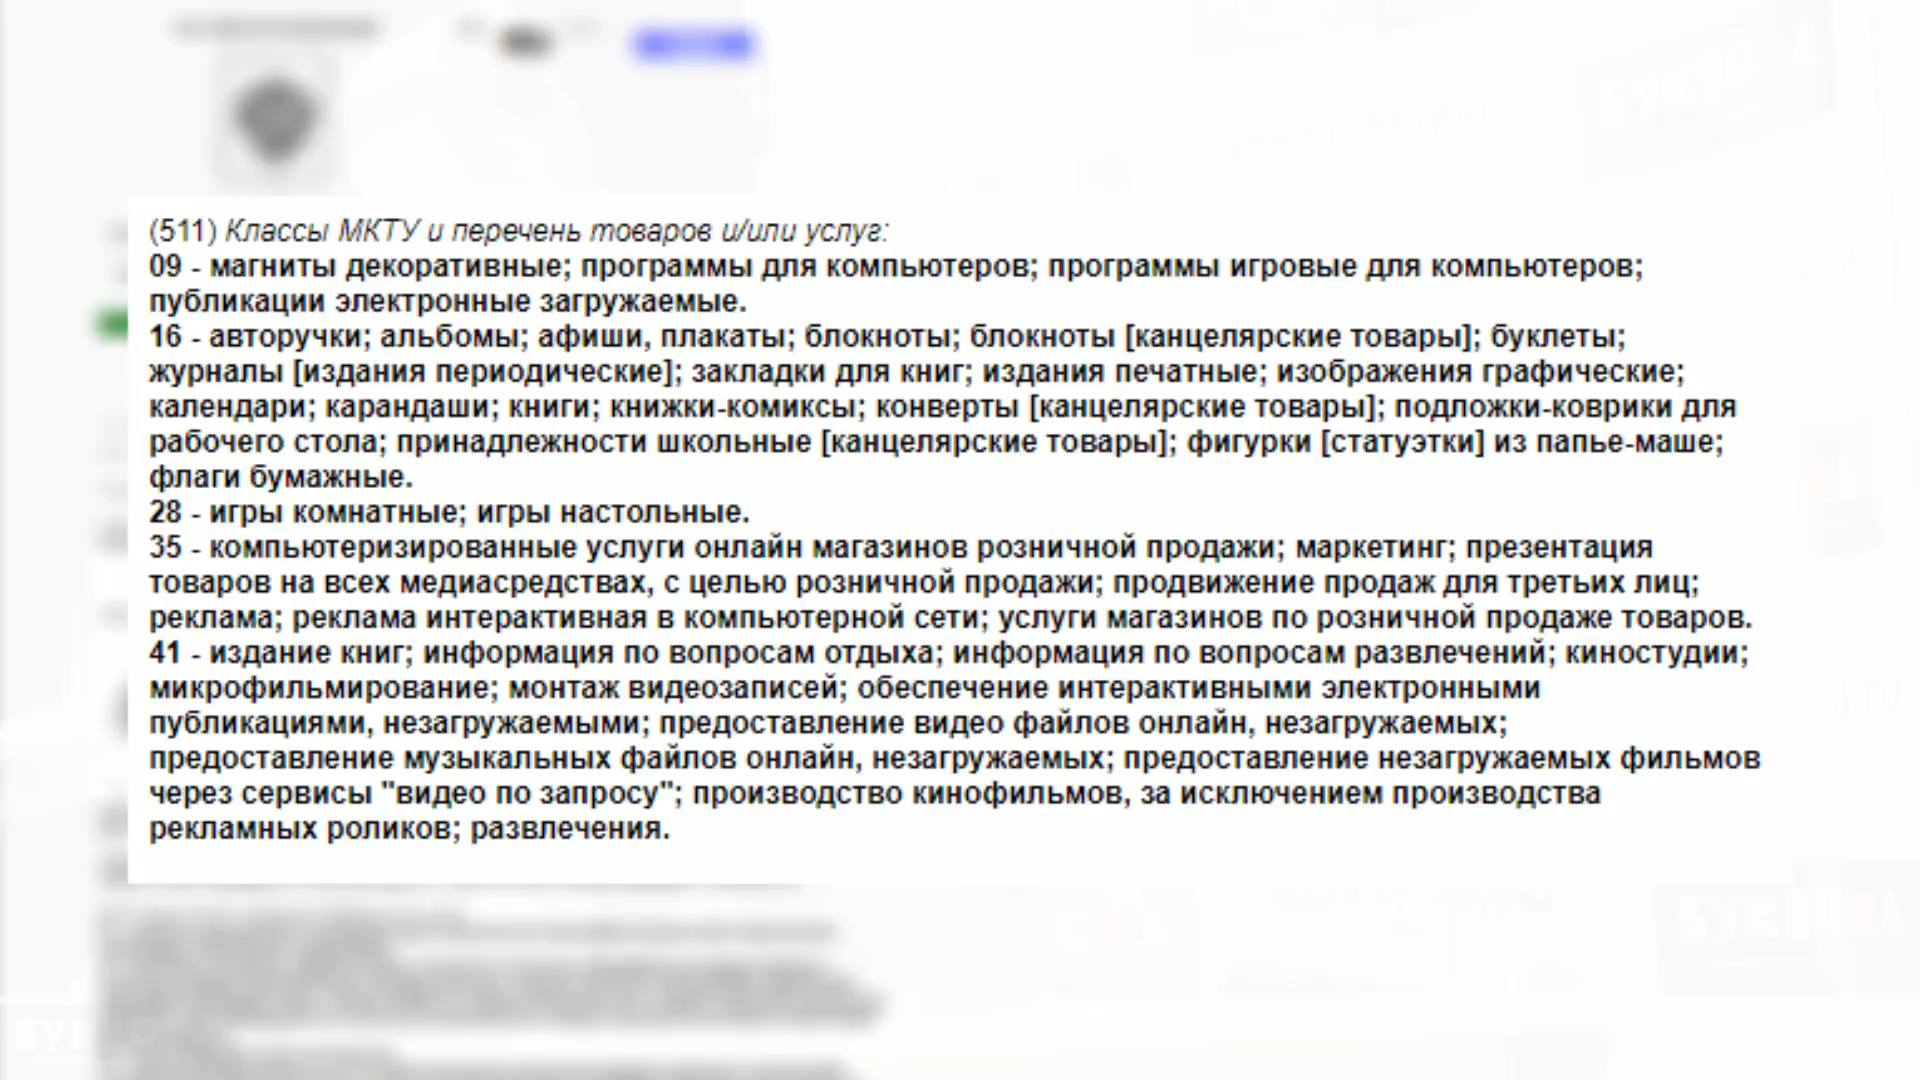 (511) Классы МКТУ и перечень товаров и/или услуг:
09 - магниты декоративные; программы для компьютеров; программы игровые для компьютеров;
публикации электронные загружаемые.
16 - авторучки; альбомы; афиши, плакаты; блокноты; блокноты [канцелярские товары]; буклеты;
журналы [издания периодические]; закладки для книг; издания печатные; изображения графические;
календари; карандаши; книги; книжки-комиксы; конверты [канцелярские товары]; подложки-коврики для
рабочего стола; принадлежности школьные [канцелярские товары]; фигурки [статуэтки] из папье-маше;
флаги бумажные.
28 - игры комнатные; игры настольные.
35 - компьютеризированные услуги онлайн магазинов розничной продажи; маркетинг; презентация
товаров на всех медиасредствах, с целью розничной продажи; продвижение продаж для третьих лиц;
реклама; реклама интерактивная в компьютерной сети; услуги магазинов по розничной продаже товаров.
41 - издание книг; информация по вопросам отдыха; информация по вопросам развлечений; киностудии;
микрофильмирование; монтаж видеозаписей; обеспечение интерактивными электронными
публикациями, незагружаемыми; предоставление видео файлов онлайн, незагружаемых;
предоставление музыкальных файлов онлайн, незагружаемых; предоставление незагружаемых фильмов
через сервисы "видео по запросу"; производство кинофильмов, за исключением производства
рекламных роликов; развлечения.